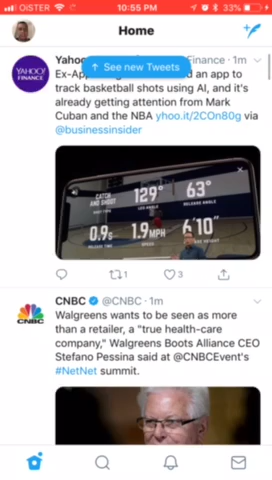 OiSTER 10:55 PM 33%
Home
YAHOO!
FINANCE
Finance · 1m
See new Tweets
an app to
track basketball shots using AI, and it's
already getting attention from Mark
Cuban and the NBA yhoo.it/2COn80g via
@businessinsider
CATCH
AND SHOOT
129°
63°
RELEASE ANGLE
0.9s
1.9MPH
6'10"
RELEASE TIME
SPEED
1
3
CNBC
CNBC @CNBC · 1m
Walgreens wants to be seen as more
than a retailer, a "true health-care
company," Walgreens Boots Alliance CEO
Stefano Pessina said at @CNBCEvent's
#NetNet summit.